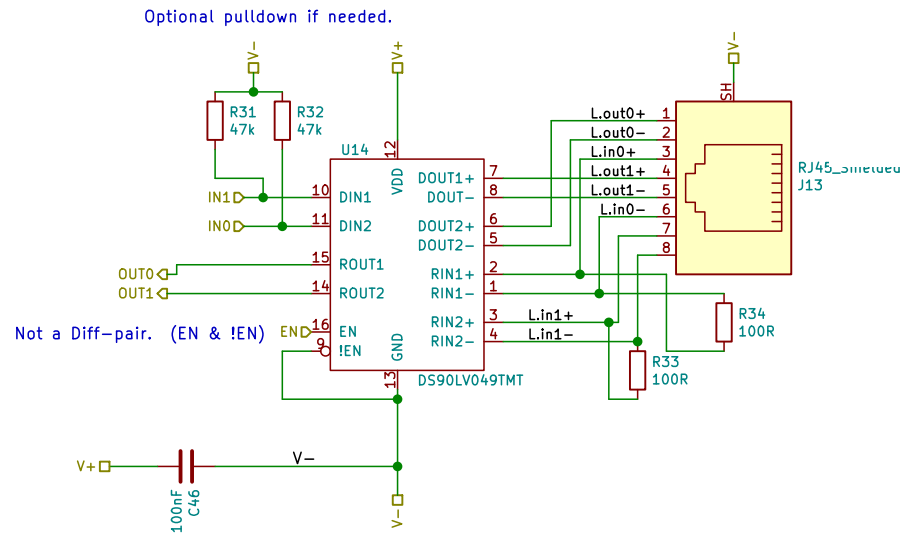 Optional pulldown if needed.
V-
V+
V-
R31
47k
R32
47k
SH
U14
12
VDD
L.out0+
1
L.out0-
2
L.in0+
3
L.out1+
4
L.out1-
5
L.in0-
6
7
8
J13
IN1
10
DIN1
IN0
11
DIN2
DOUT1+
7
DOUT-
8
DOUT2+
6
DOUT2-
5
OUT0
15
ROUT1
OUT1
14
ROUT2
RIN1+
2
RIN1-
1
RIN2+
3
L.in1+
RIN2-
4
L.in1-
Not a Diff-pair. (EN & !EN)
EN
16
EN
9
!EN
GND
13
DS90LV049TMT
R34
100R
R33
100R
V+
V-
100nF
C46
V-